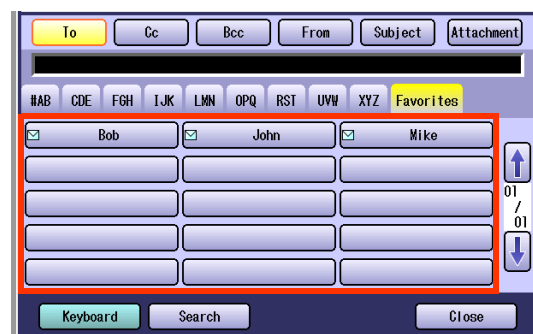 To Cc Bcc From Subject Attachment
#AB CDE FGH IJK LMN OPQ RST UVW XYZ Favorites
Bob John Mike
01
/
01
Keyboard Search Close